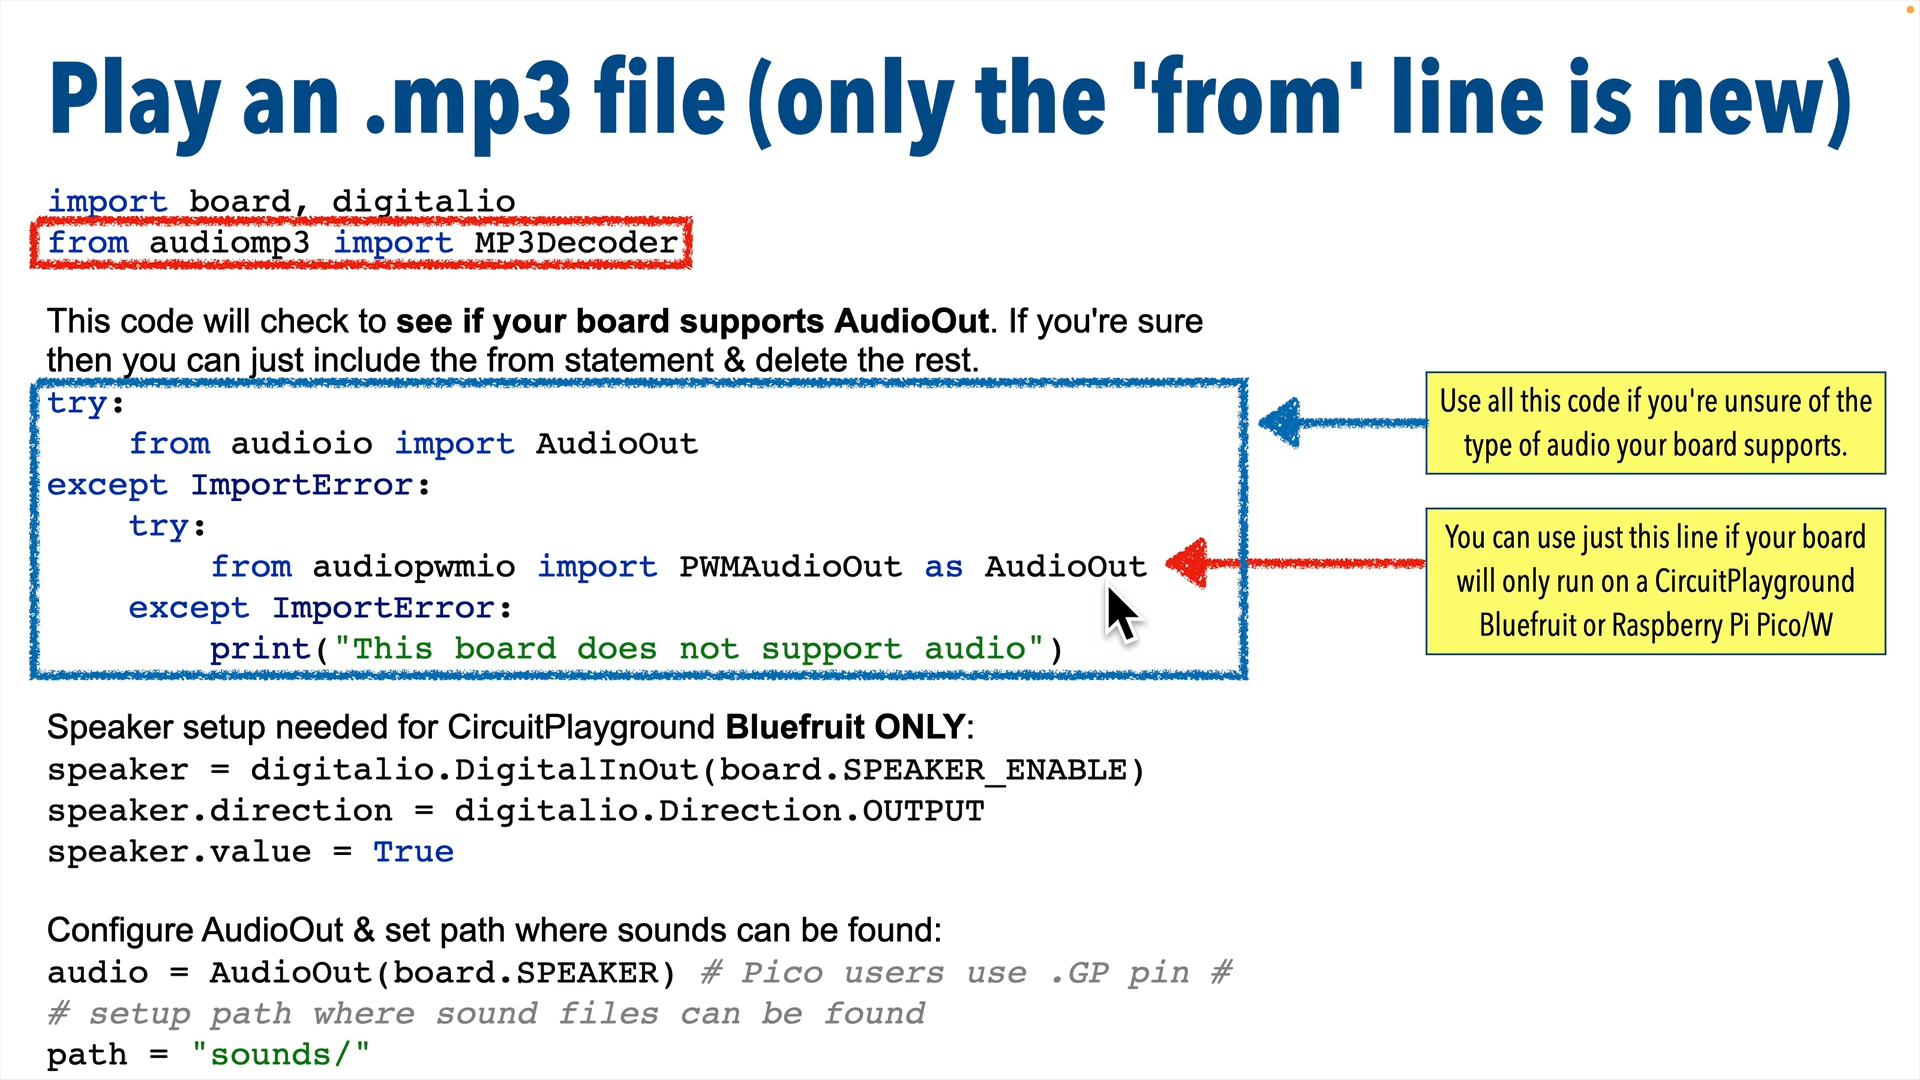 Play an .mp3 file (only the 'from' line is new)
import board, digitalio
from audiomp3 import MP3Decoder
This code will check to see if your board supports AudioOut. If you're sure
then you can just include the from statement & delete the rest.
try:
    from audioio import AudioOut
except ImportError:
    try:
        from audiopwmio import PWMAudioOut as AudioOut
    except ImportError:
        print("This board does not support audio")
Use all this code if you're unsure of the
type of audio your board supports.
You can use just this line if your board
will only run on a CircuitPlayground
Bluefruit or Raspberry Pi Pico/W
Speaker setup needed for CircuitPlayground Bluefruit ONLY:
speaker = digitalio.DigitalInOut(board.SPEAKER_ENABLE)
speaker.direction = digitalio.Direction.OUTPUT
speaker.value = True
Configure AudioOut & set path where sounds can be found:
audio = AudioOut(board.SPEAKER) # Pico users use .GP pin #
# setup path where sound files can be found
path = "sounds/"